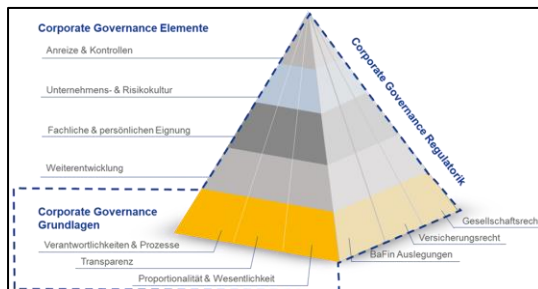 Corporate Governance Elemente
Anreize & Kontrollen
Unternehmens- & Risikokultur
Fachliche & persönlichen Eignung
Weiterentwicklung
Corporate Governance
Grundlagen
Verantwortlichkeiten & Prozesse
Transparenz
Proportionalität & Wesentlichkeit
Corporate Governance Regulatorik
Gesellschaftsrecht
Versicherungsrecht
BaFin Auslegungen